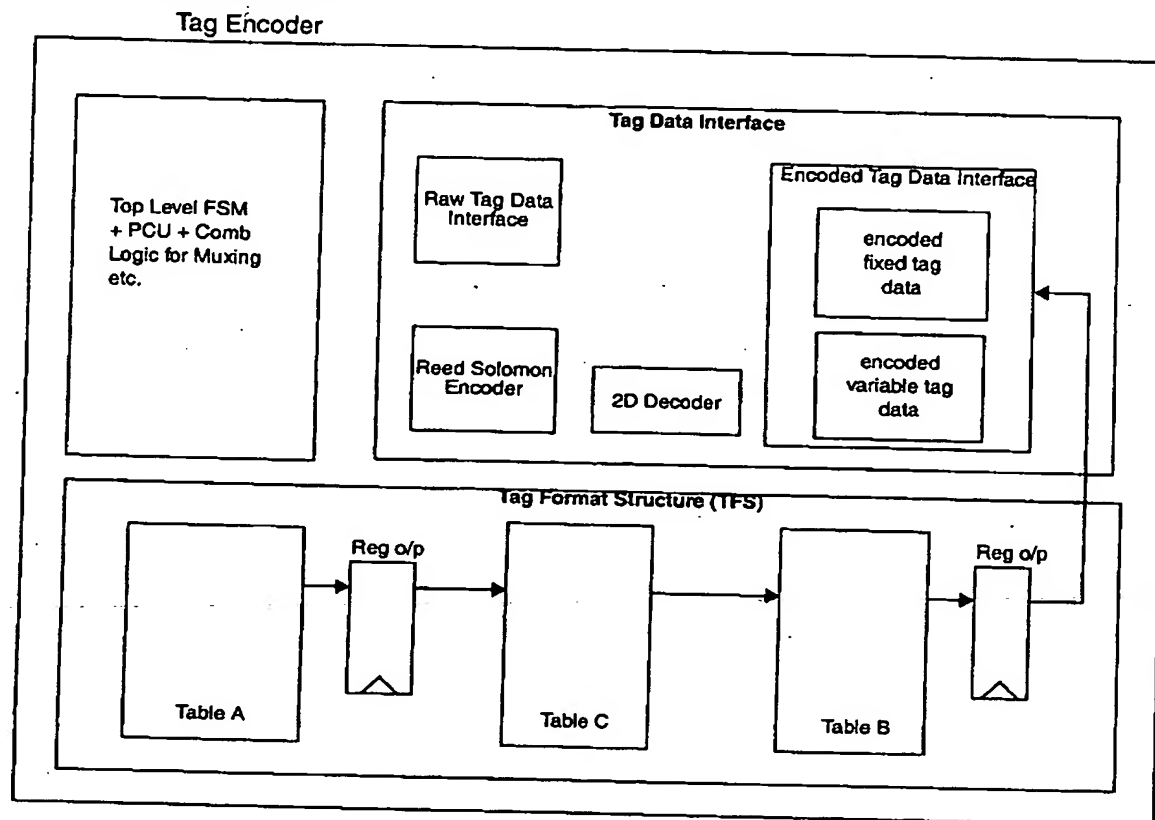 Tag Encoder
Top Level FSM
+ PCU + Comb
Logic for Muxing
etc.
Tag Data Interface
Raw Tag Data
Interface
Reed Solomon
Encoder
2D Decoder
Encoded Tag Data Interface
encoded
fixed tag
data
encoded
variable tag
data
Tag Format Structure (TFS)
Table A
Reg o/p
Table C
Table B
Reg o/p